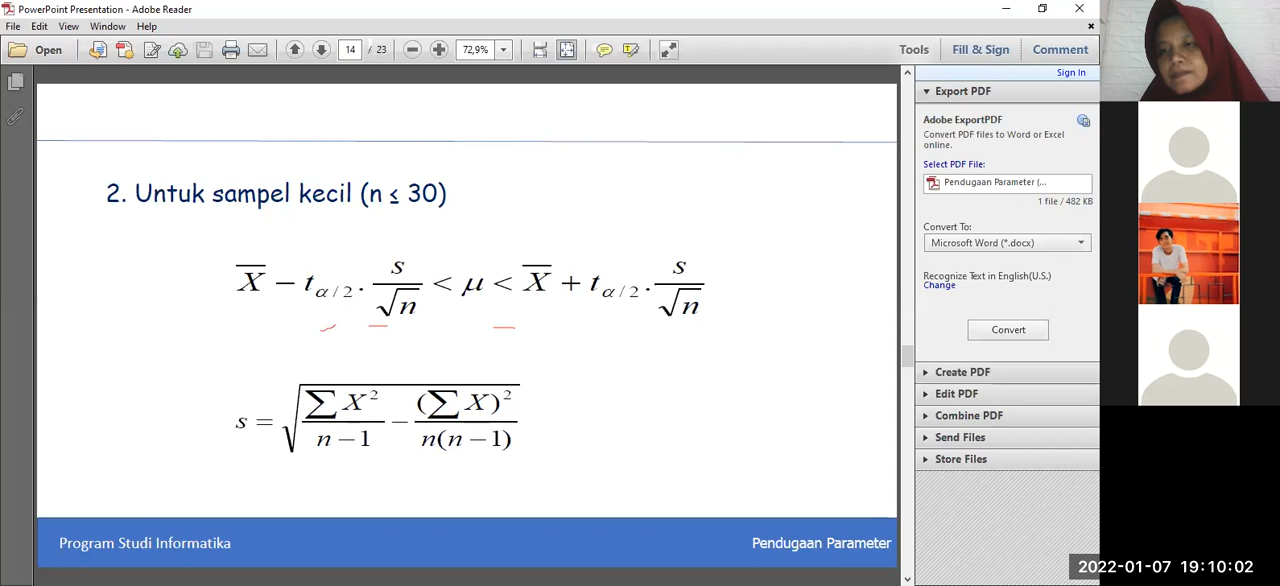 PowerPoint Presentation - Adobe Reader
File Edit View Window Help
Open 14 / 23 72,9% Tools Fill & Sign Comment
Sign In
Export PDF
Adobe ExportPDF
Convert PDF files to Word or Excel
online.
Select PDF File:
Pendugaan Parameter (...
1 file / 482 KB
Convert To:
Microsoft Word (*.docx)
Recognize Text in English(U.S.)
Change
Convert
Create PDF
Edit PDF
Combine PDF
Send Files
Store Files
2. Untuk sampel kecil (n ≤ 30)
X̅ − t α/2 . s/√n < μ < X̅ + t α/2 . s/√n
s = √(∑X²/(n−1) − (∑X)²/(n(n−1)))
Program Studi Informatika Pendugaan Parameter
2022-01-07 19:10:02